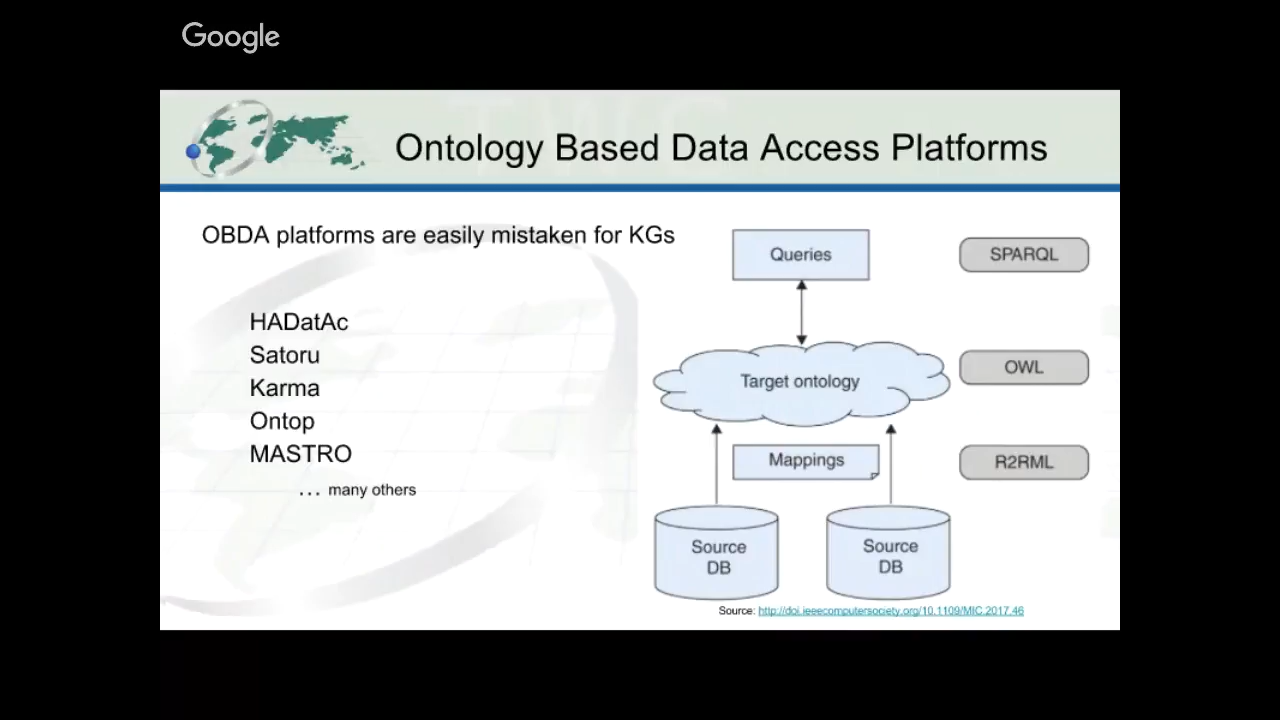 Google
Ontology Based Data Access Platforms
OBDA platforms are easily mistaken for KGs
HADatAc
Satoru
Karma
Ontop
MASTRO
... many others
Queries
SPARQL
Target ontology
OWL
Mappings
R2RML
Source
DB
Source
DB
Source: http://doi.ieeecomputersociety.org/10.1109/MIC.2017.46